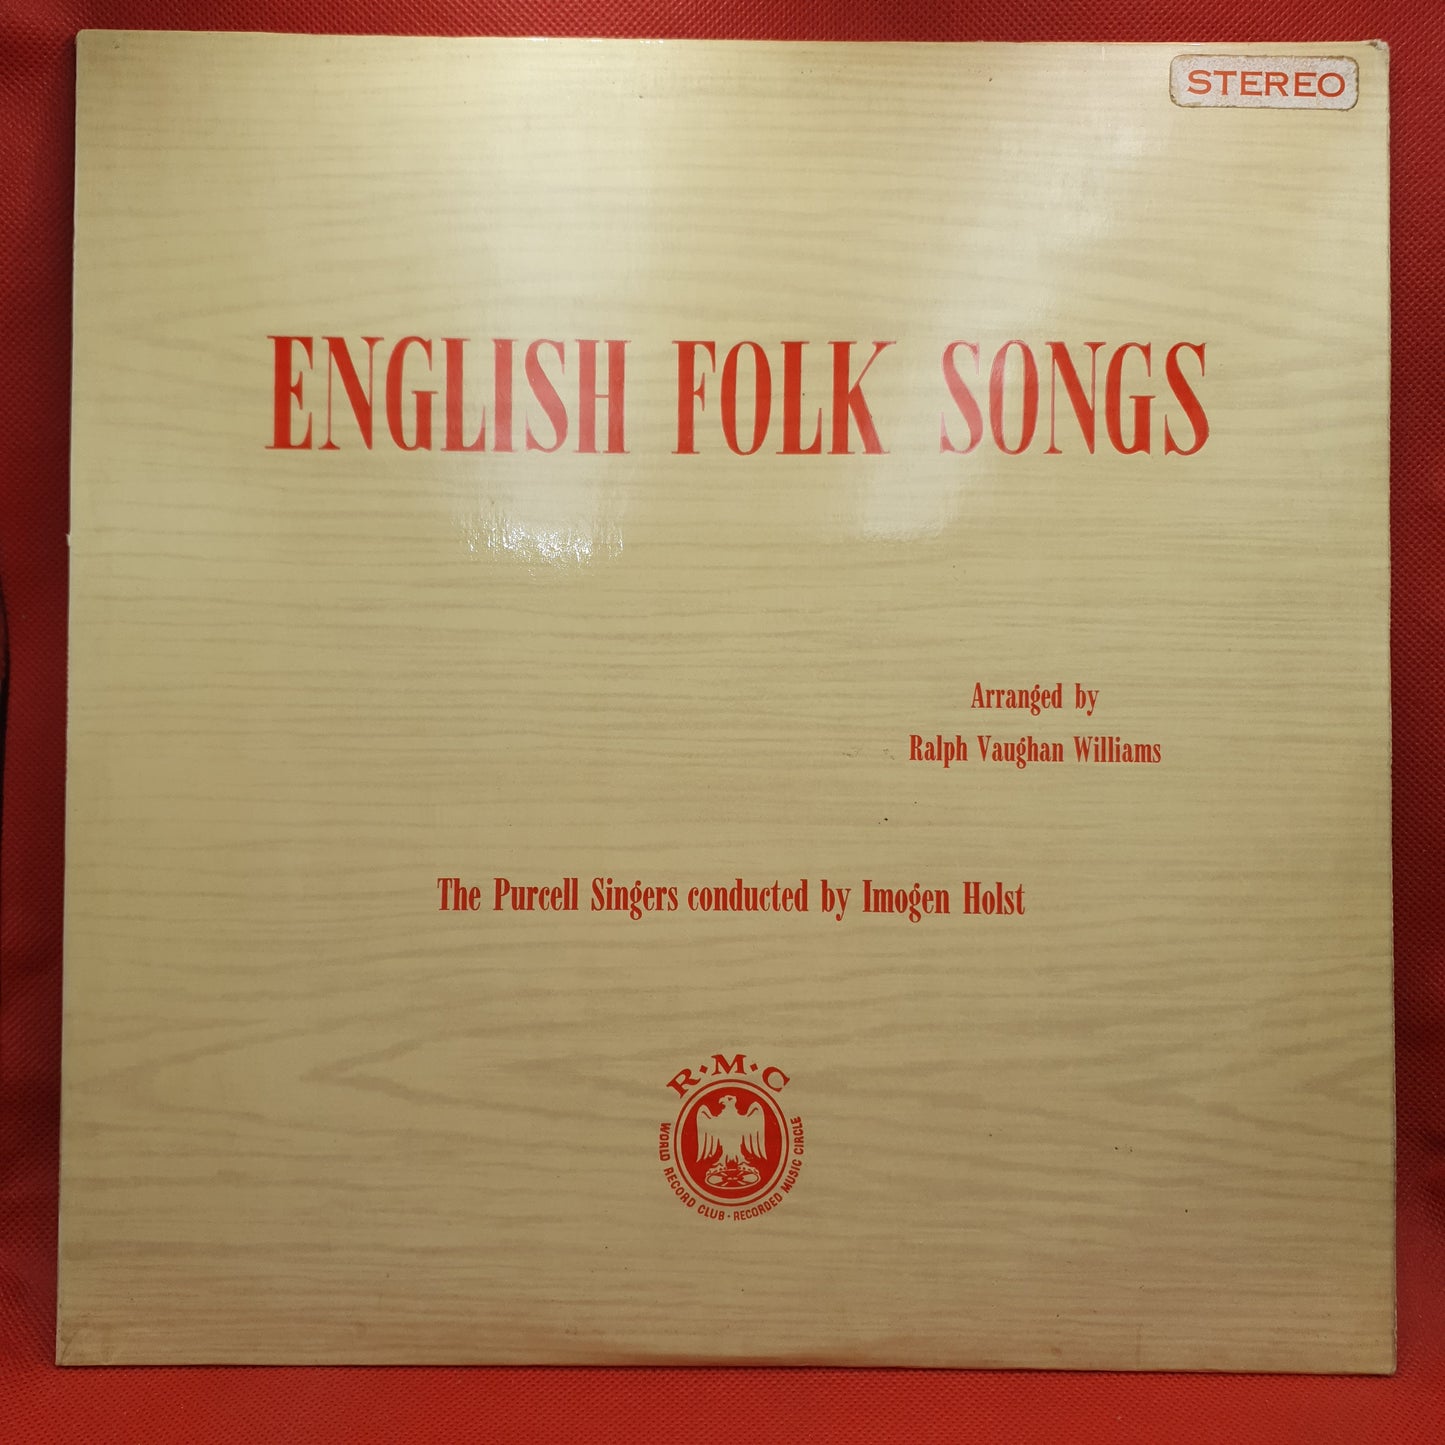 STEREO
ENGLISH FOLK SONGS
Arranged by
Ralph Vaughan Williams
The Purcell Singers conducted by Imogen Holst
R·M·C
WORLD RECORD CLUB · RECORDED MUSIC CIRCLE